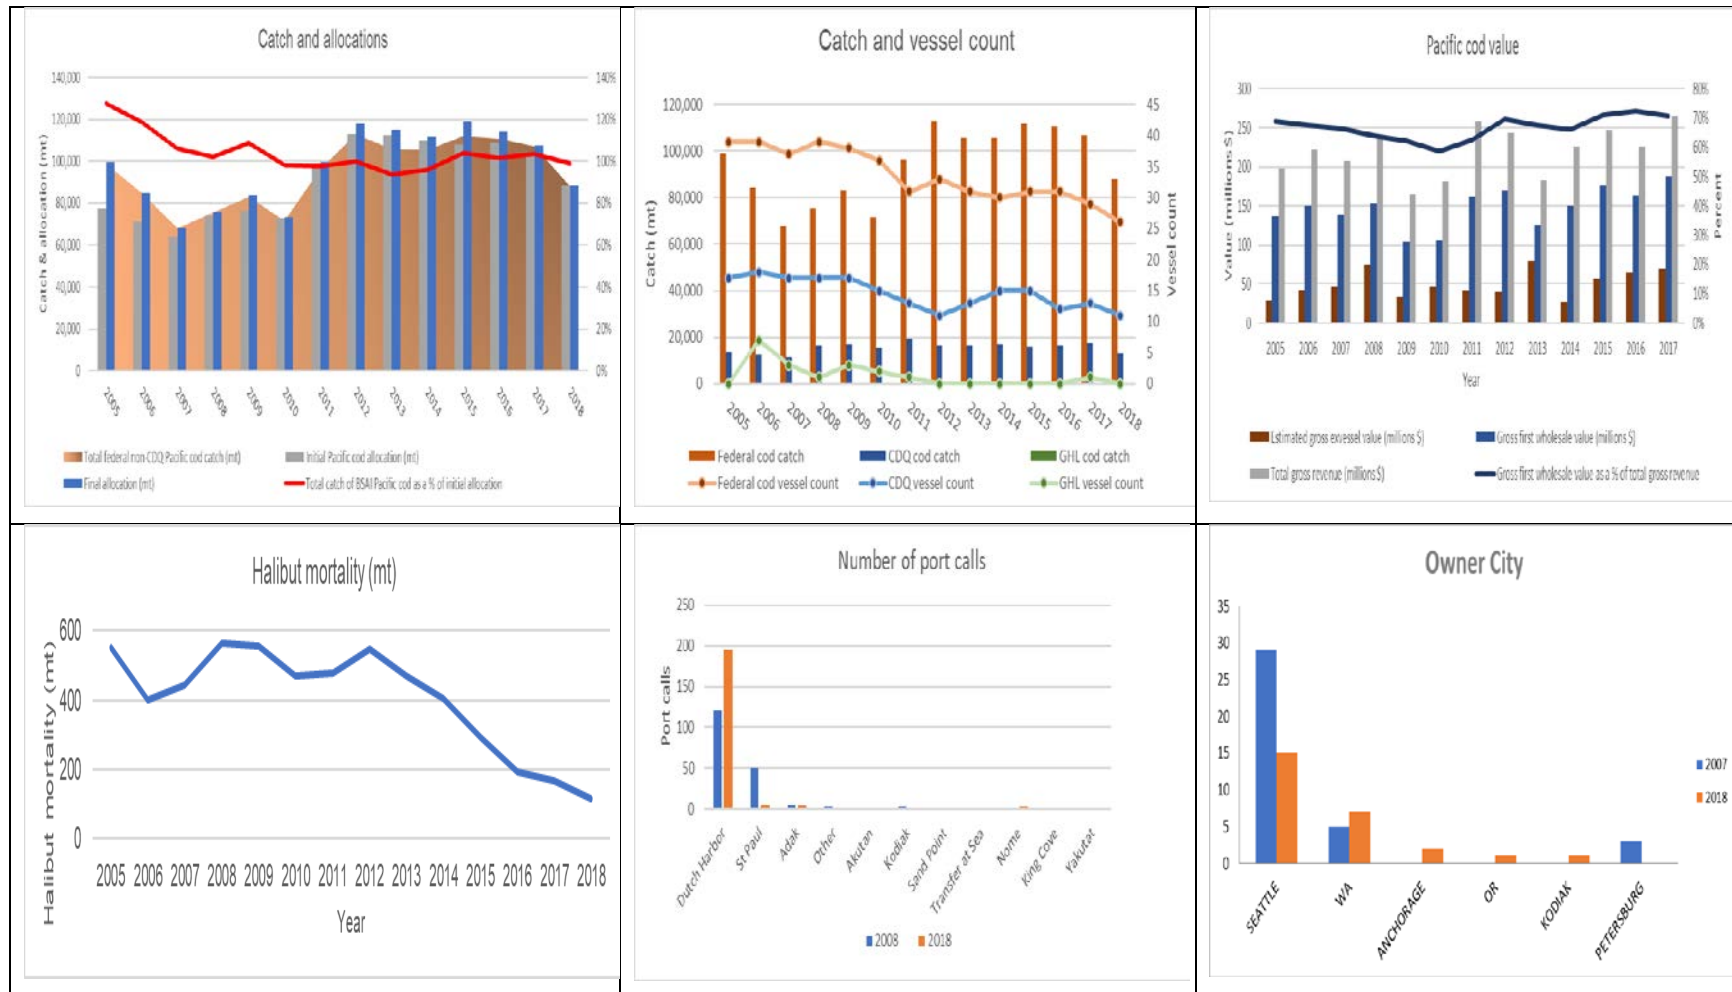 Catch and allocations
Catch & allocation (mt)
140,000 140%
120,000 120%
100,000 100%
80,000 80%
60,000 60%
40,000 40%
20,000 20%
0 0%
2005 2006 2007 2008 2009 2010 2011 2012 2013 2014 2015 2016 2017 2018
Total federal non-CDQ Pacific cod catch (mt) Initial Pacific cod allocation (mt)
Final allocation (mt) Total catch of BSAI Pacific cod as a % of initial allocation
Catch and vessel count
Catch (mt)
120,000
100,000
80,000
60,000
40,000
20,000
0
45
40
35
30
25
20
15
10
5
0
Vessel count
2005 2006 2007 2008 2009 2010 2011 2012 2013 2014 2015 2016 2017 2018
Federal cod catch CDQ cod catch GHL cod catch
Federal cod vessel count CDQ vessel count GHL vessel count
Pacific cod value
Value (millions $)
300
250
200
150
100
50
0
80%
70%
60%
50%
40%
30%
20%
10%
0%
Percent
2005 2006 2007 2008 2009 2010 2011 2012 2013 2014 2015 2016 2017
Year
Estimated gross exvessel value (millions $) Gross first wholesale value (millions $)
Total gross revenue (millions $) Gross first wholesale value as a % of total gross revenue
Halibut mortality (mt)
Halibut mortality (mt)
600
400
200
0
2005 2006 2007 2008 2009 2010 2011 2012 2013 2014 2015 2016 2017 2018
Year
Number of port calls
Port calls
250
200
150
100
50
0
Dutch Harbor
St Paul
Adak
Other
Akutan
Kodiak
Sand Point
Transfer at Sea
Nome
King Cove
Yakutat
2008 2018
Owner City
35
30
25
20
15
10
5
0
SEATTLE
WA
ANCHORAGE
OR
KODIAK
PETERSBURG
2007
2018